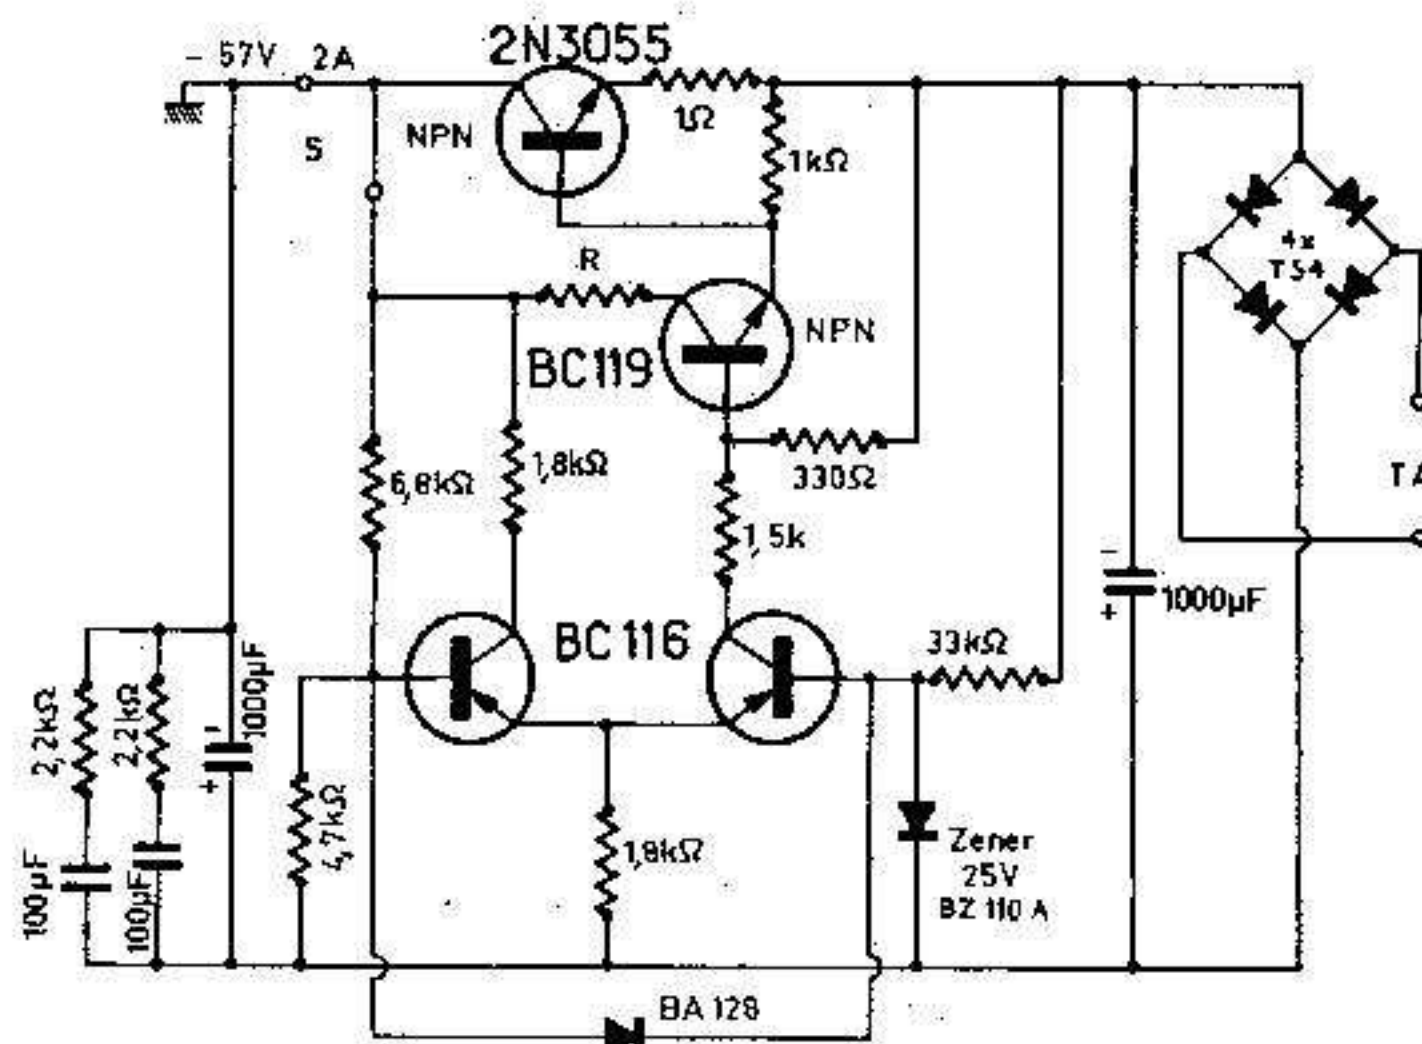 2N3055
- 57V 2A
S
NPN
1Ω
1kΩ
4x
TS4
R
NPN
BC119
6,8kΩ
1,8kΩ
330Ω
TA
1,5k
-
+
1000µF
BC116
33kΩ
2,2kΩ
2,2kΩ
-
+
1000µF
4,7kΩ
1,8kΩ
Zener
25V
BZ 110 A
100µF
100µF
BA 128